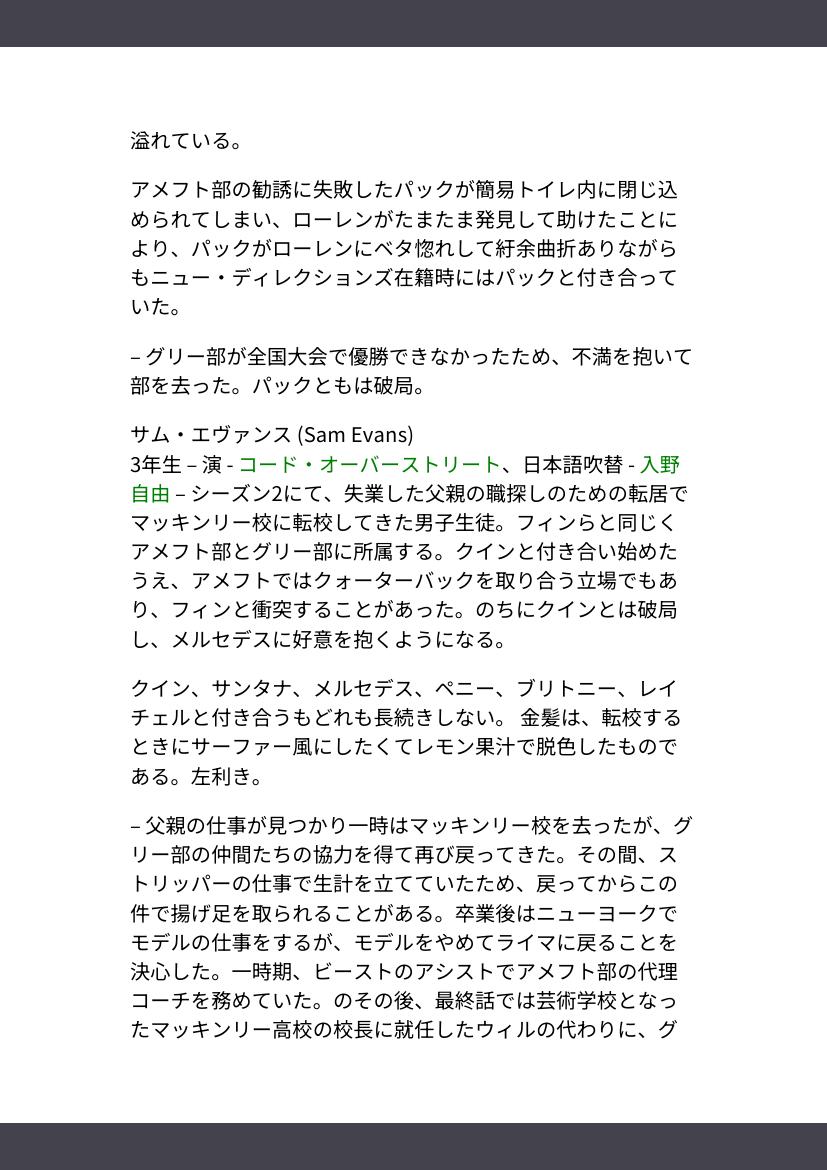 溢れている。
アメフト部の勧誘に失敗したパックが簡易トイレ内に閉じ込
められてしまい、ローレンがたまたま発見して助けたことに
より、パックがローレンにベタ惚れして紆余曲折ありながら
もニュー・ディレクションズ在籍時にはパックと付き合って
いた。
– グリー部が全国大会で優勝できなかったため、不満を抱いて
部を去った。パックともは破局。
サム・エヴァンス (Sam Evans)
3年生 – 演 - コード・オーバーストリート、日本語吹替 - 入野
自由 – シーズン2にて、失業した父親の職探しのための転居で
マッキンリー校に転校してきた男子生徒。フィンらと同じく
アメフト部とグリー部に所属する。クインと付き合い始めた
うえ、アメフトではクォーターバックを取り合う立場でもあ
り、フィンと衝突することがあった。のちにクインとは破局
し、メルセデスに好意を抱くようになる。
クイン、サンタナ、メルセデス、ペニー、ブリトニー、レイ
チェルと付き合うもどれも長続きしない。 金髪は、転校する
ときにサーファー風にしたくてレモン果汁で脱色したもので
ある。左利き。
– 父親の仕事が見つかり一時はマッキンリー校を去ったが、グ
リー部の仲間たちの協力を得て再び戻ってきた。その間、ス
トリッパーの仕事で生計を立てていたため、戻ってからこの
件で揚げ足を取られることがある。卒業後はニューヨークで
モデルの仕事をするが、モデルをやめてライマに戻ることを
決心した。一時期、ビーストのアシストでアメフト部の代理
コーチを務めていた。のその後、最終話では芸術学校となっ
たマッキンリー高校の校長に就任したウィルの代わりに、グ